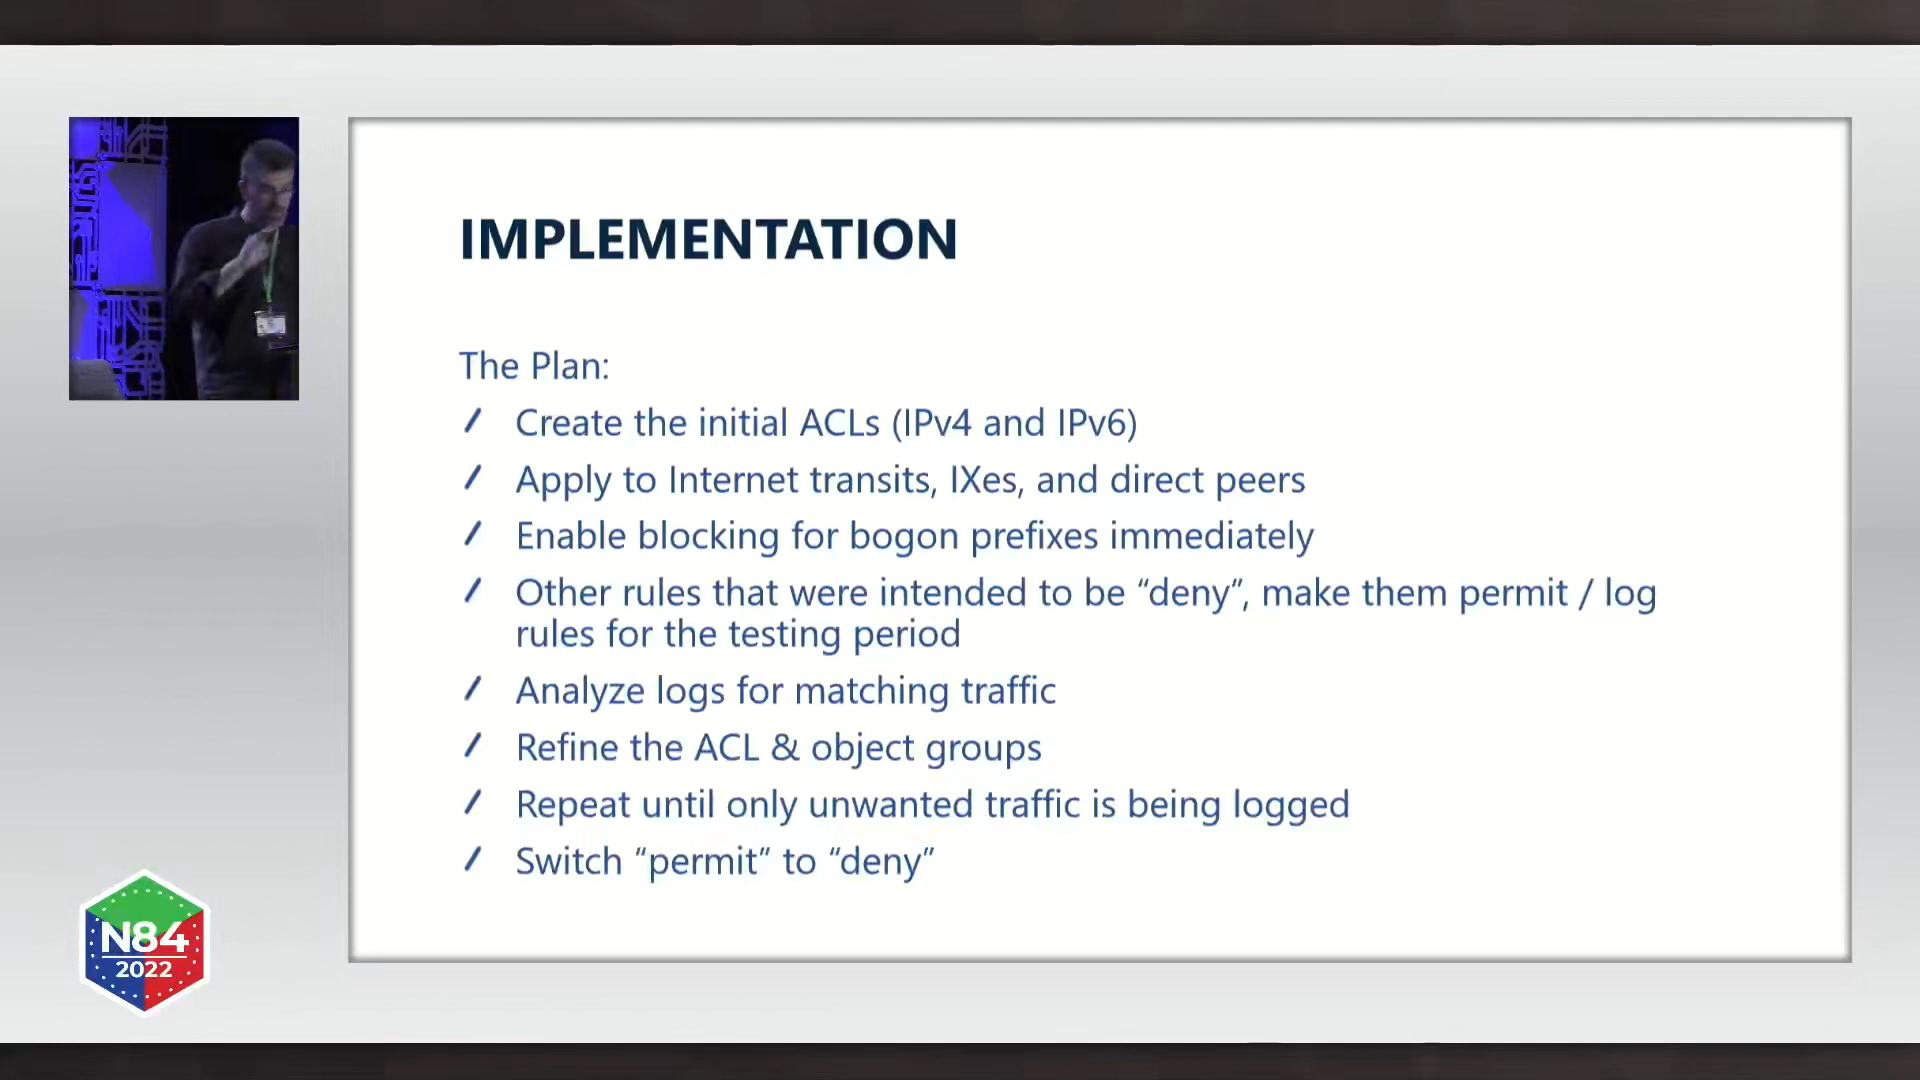 IMPLEMENTATION
The Plan:
Create the initial ACLs (IPv4 and IPv6)
Apply to Internet transits, IXes, and direct peers
Enable blocking for bogon prefixes immediately
Other rules that were intended to be “deny”, make them permit / log
rules for the testing period
Analyze logs for matching traffic
Refine the ACL & object groups
Repeat until only unwanted traffic is being logged
Switch “permit” to “deny”
N84
2022